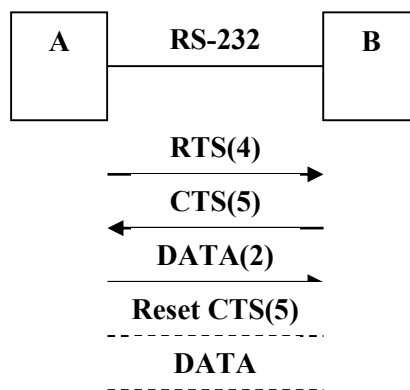 A RS-232 B
RTS(4)
CTS(5)
DATA(2)
Reset CTS(5)
DATA